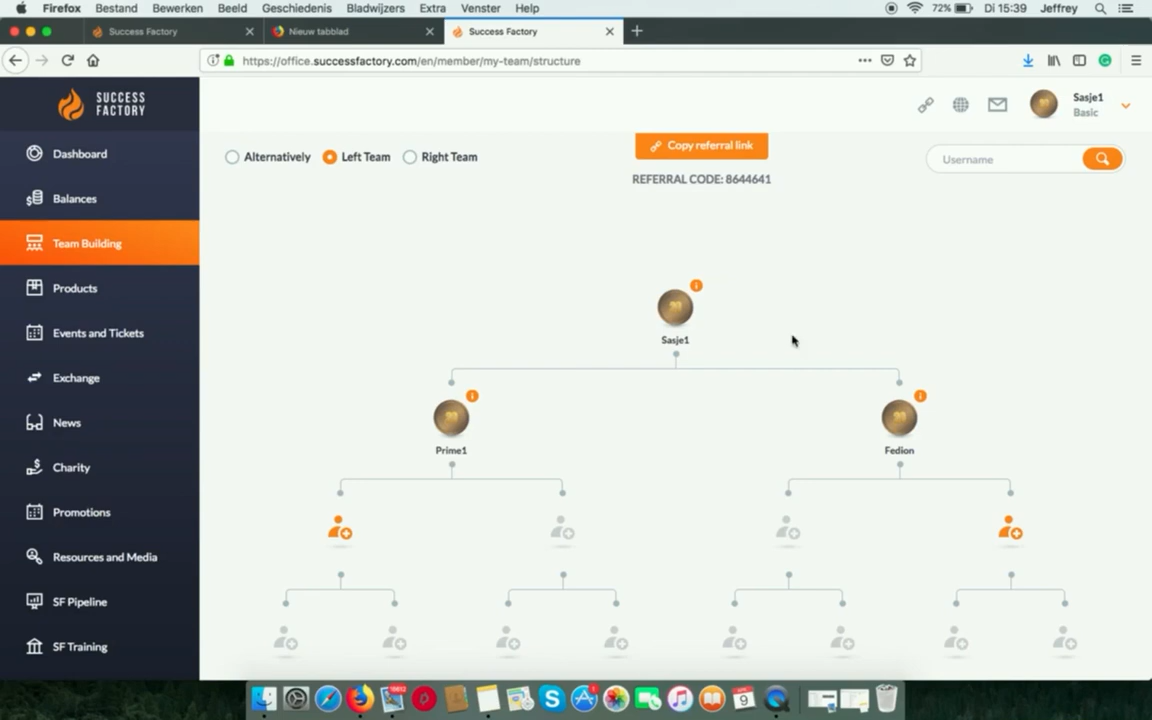 Firefox Bestand Bewerken Beeld Geschiedenis Bladwijzers Extra Venster Help 72% Di 15:39 Jeffrey
Success Factory Nieuw tabblad Success Factory
https://office.successfactory.com/en/member/my-team/structure
SUCCESS
FACTORY
Sasje1
Basic
Dashboard
Alternatively Left Team Right Team
Copy referral link
Username
REFERRAL CODE: 8644641
Balances
Team Building
Products
Events and Tickets
Exchange
News
Charity
Promotions
Resources and Media
SF Pipeline
SF Training
Sasje1
Prime1 Fedion
9